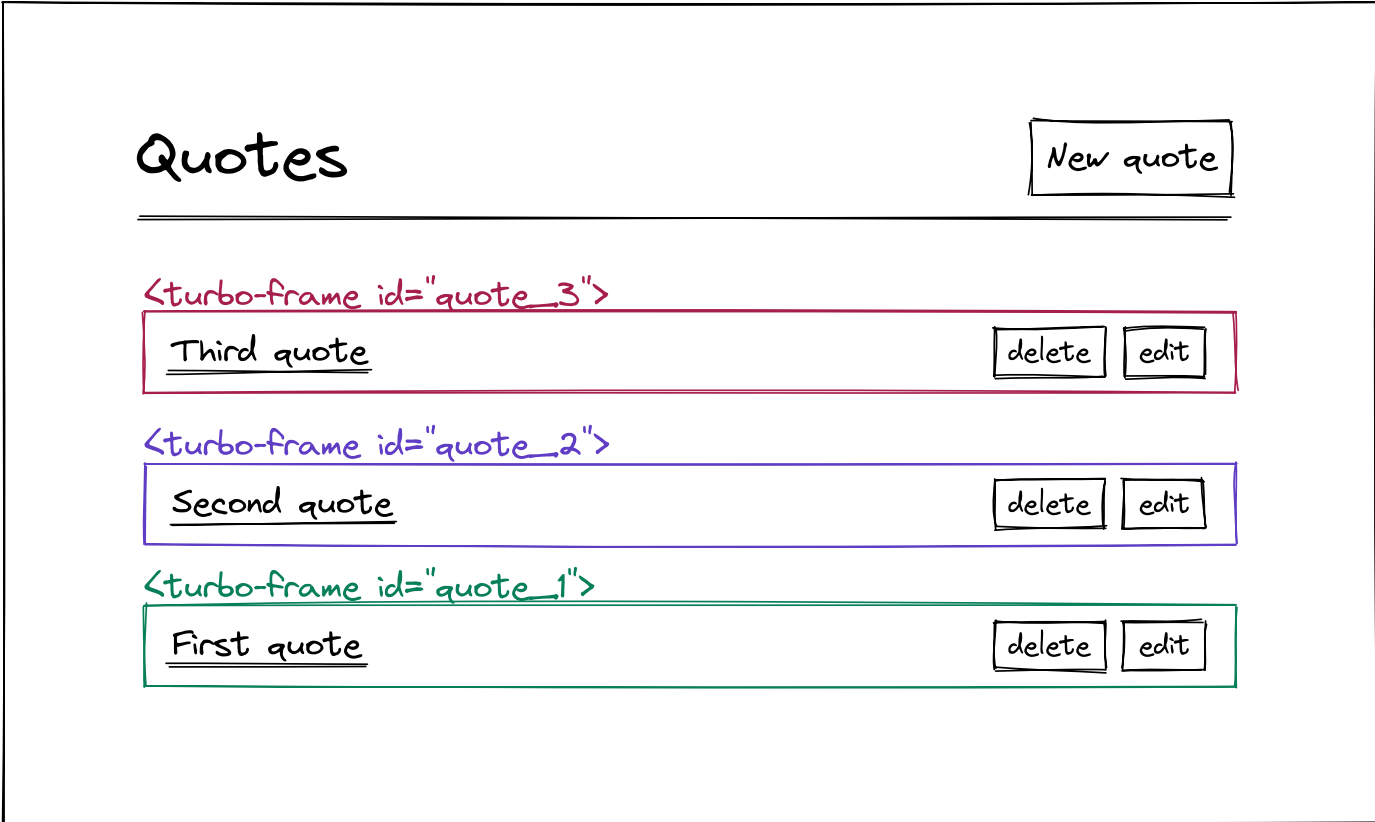 Quotes
New quote
<turbo-frame id="quote_3">
Third quote
delete
edit
<turbo-frame id="quote_2">
Second quote
delete
edit
<turbo-frame id="quote_1">
First quote
delete
edit